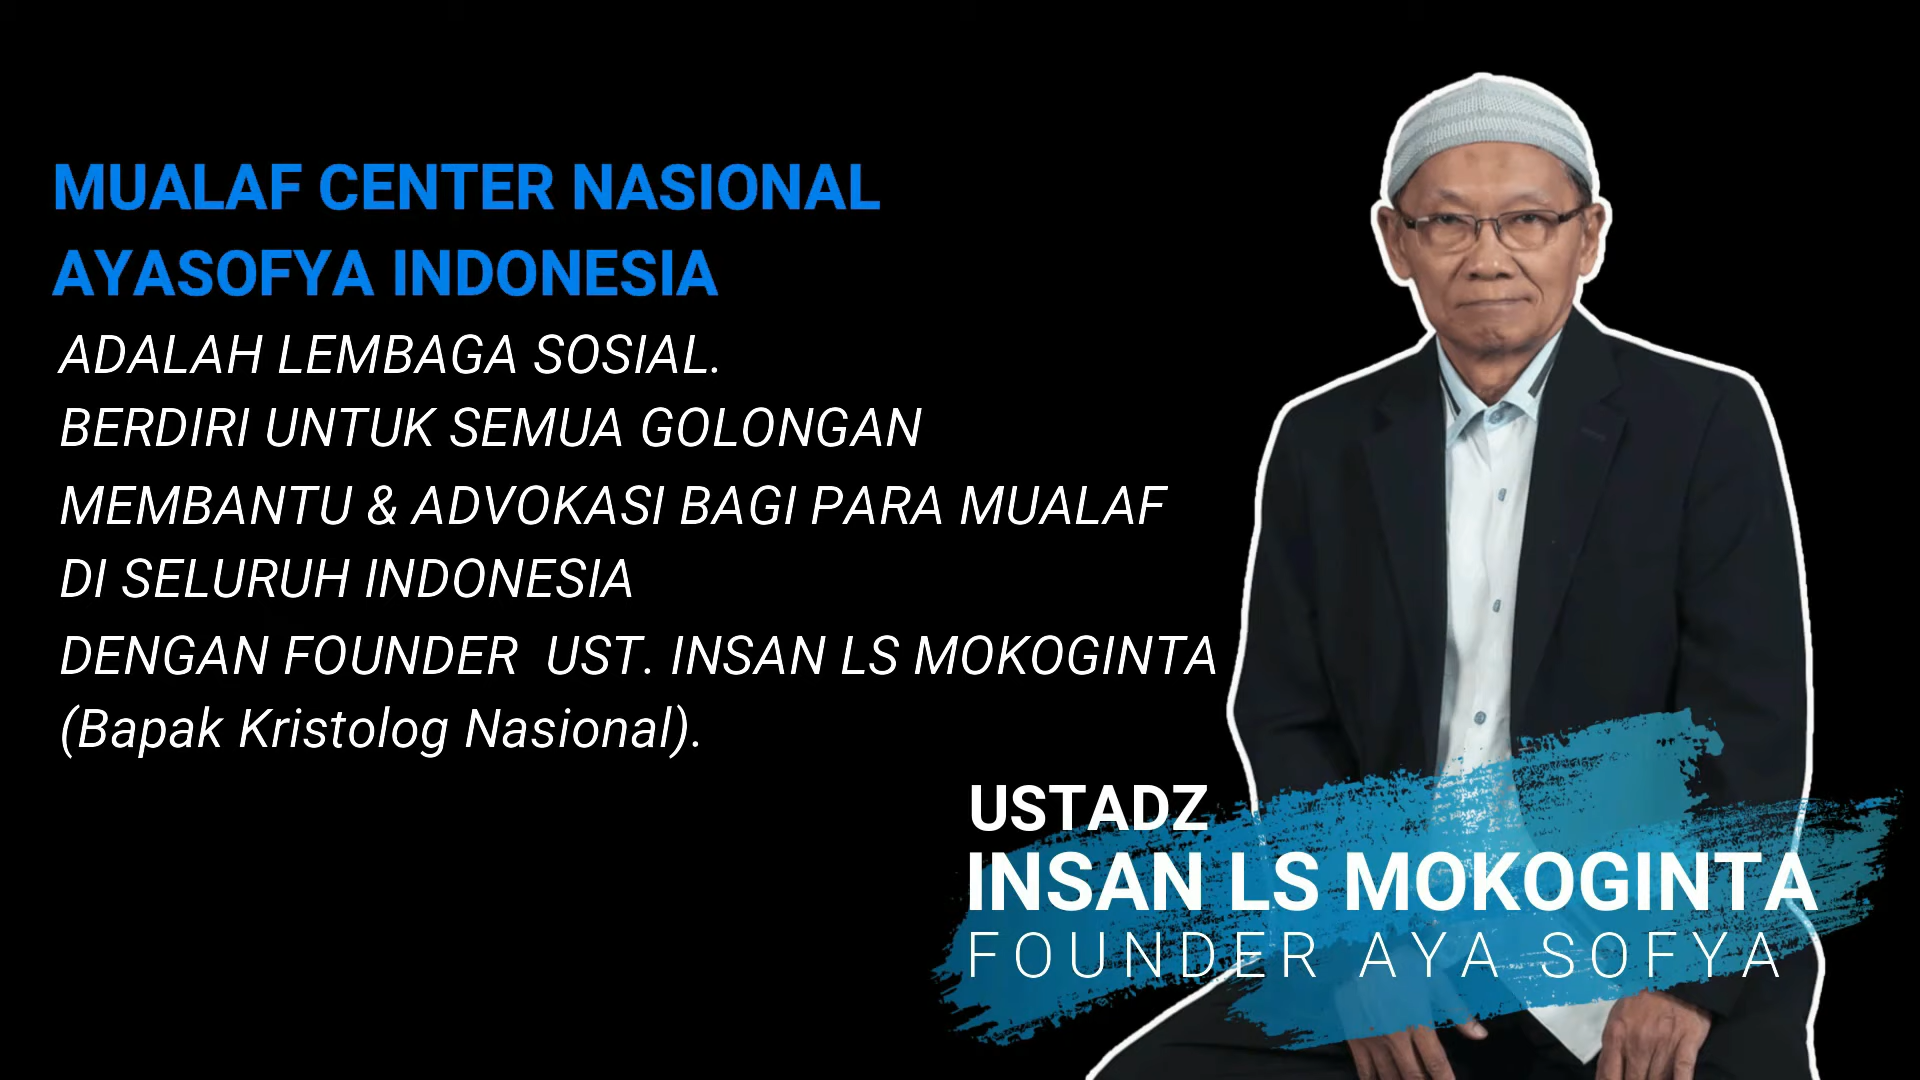 MUALAF CENTER NASIONAL
AYASOFYA INDONESIA
ADALAH LEMBAGA SOSIAL.
BERDIRI UNTUK SEMUA GOLONGAN
MEMBANTU & ADVOKASI BAGI PARA MUALAF
DI SELURUH INDONESIA
DENGAN FOUNDER UST. INSAN LS MOKOGINTA
(Bapak Kristolog Nasional).
USTADZ
INSAN LS MOKOGINTA
FOUNDER AYA SOFYA